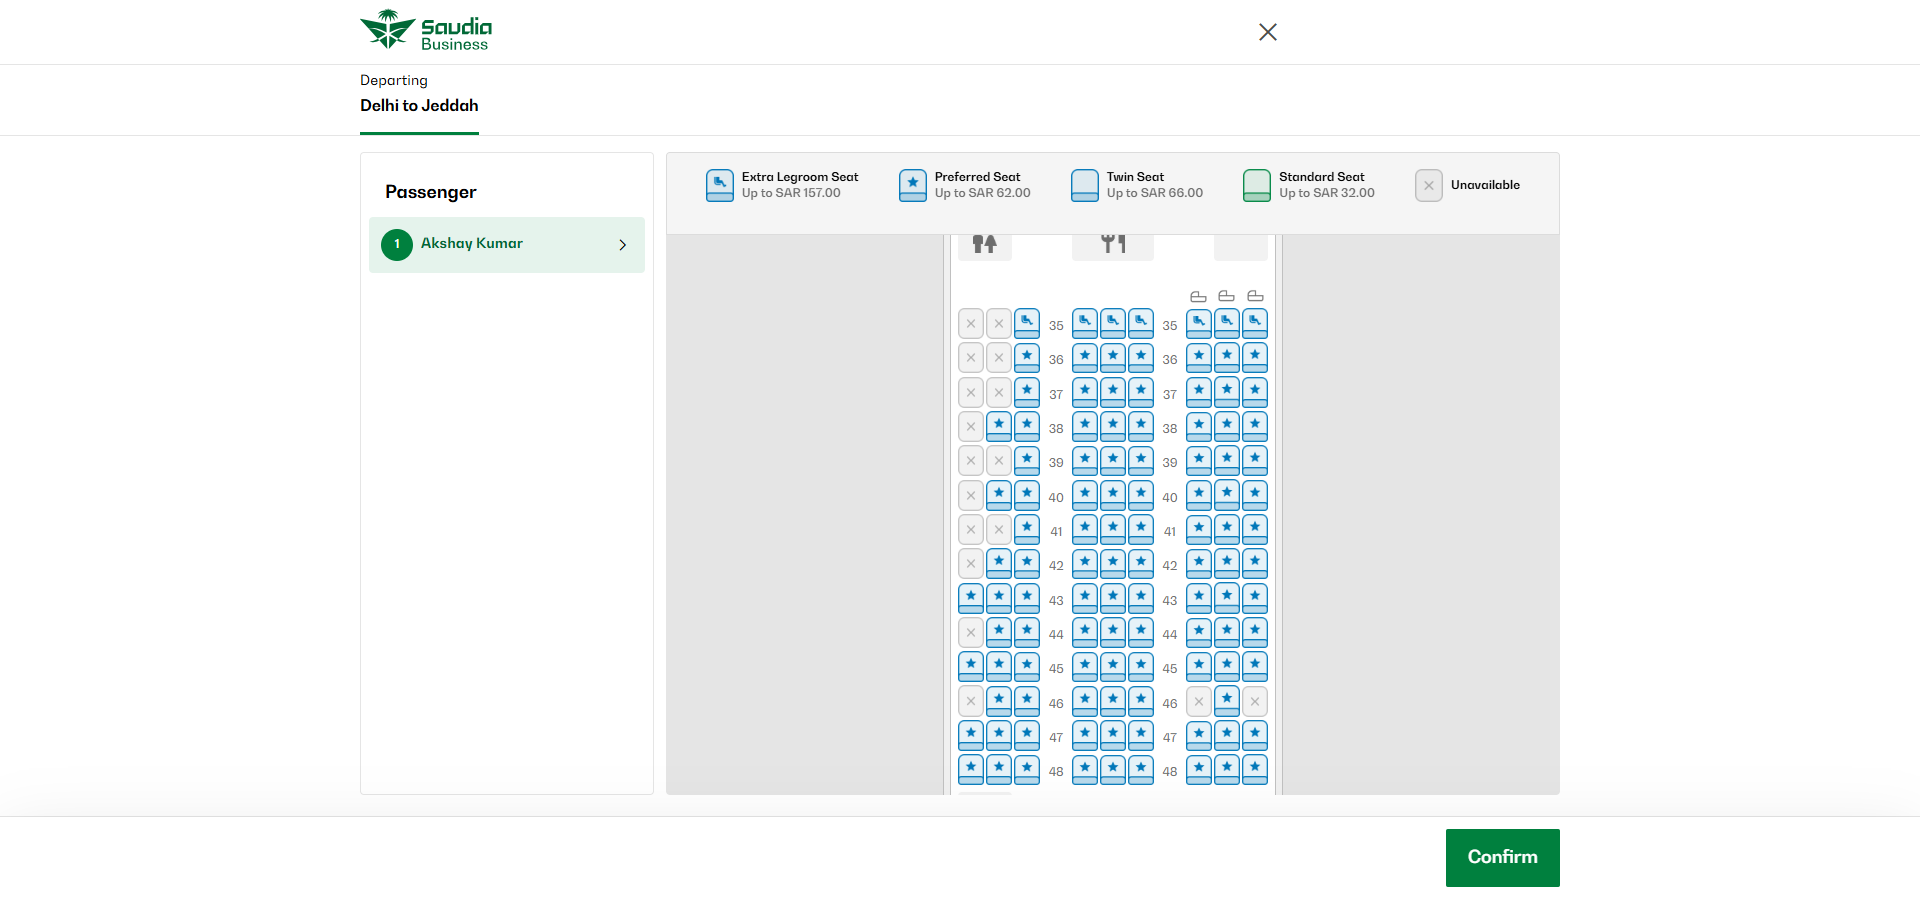 Saudia
Business
Departing
Delhi to Jeddah
Passenger
1 Akshay Kumar
Extra Legroom Seat
Up to SAR 157.00
Preferred Seat
Up to SAR 62.00
Twin Seat
Up to SAR 66.00
Standard Seat
Up to SAR 32.00
Unavailable
35 35
36 36
37 37
38 38
39 39
40 40
41 41
42 42
43 43
44 44
45 45
46 46
47 47
48 48
Confirm